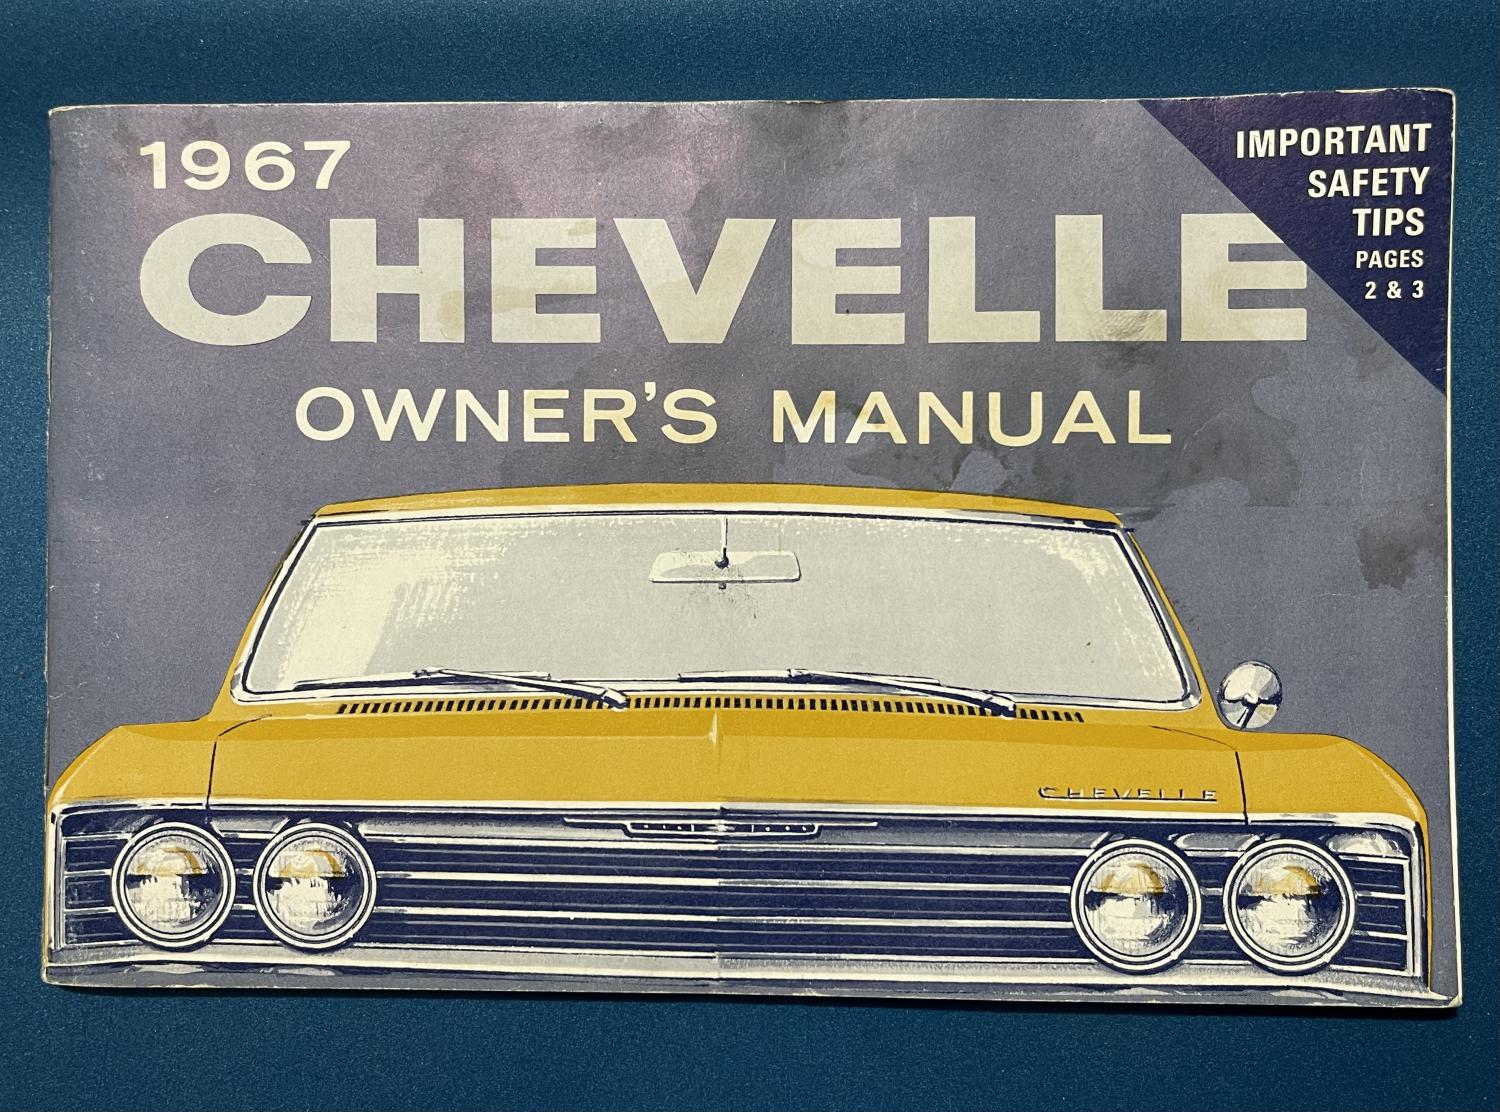 1967
CHEVELLE
OWNER'S MANUAL
IMPORTANT
SAFETY
TIPS
PAGES
2 & 3
CHEVELLE